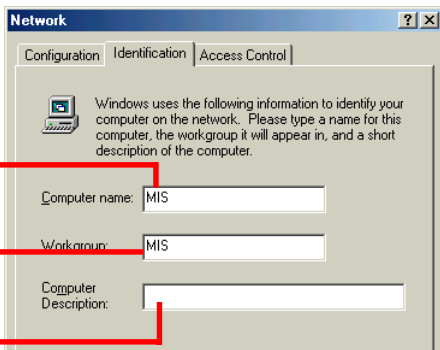 Network
Configuration Identification Access Control
Windows uses the following information to identify your
computer on the network. Please type a name for this
computer, the workgroup it will appear in, and a short
description of the computer.
Computer name: MIS
Workgroup: MIS
Computer
Description: